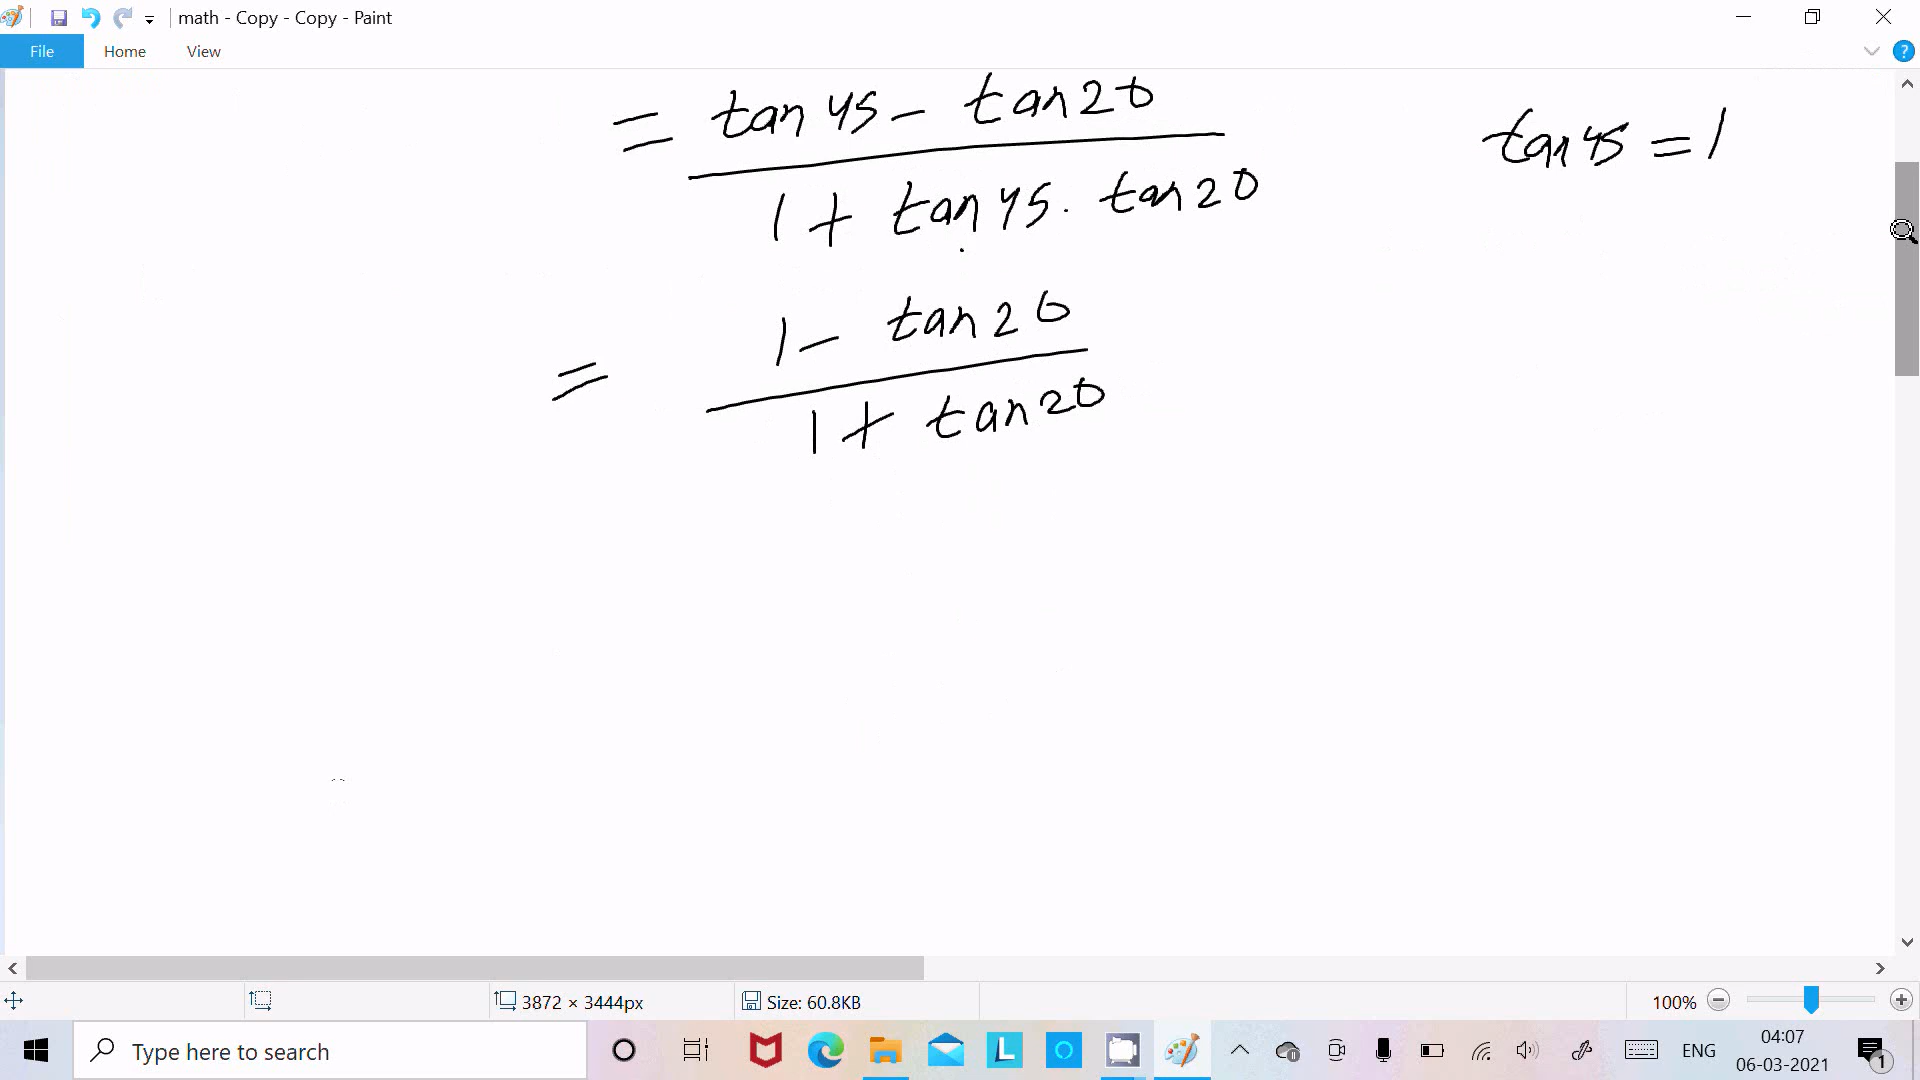 math - Copy - Copy - Paint
File Home View
= tan 45 - tan 20
1 + tan 45 . tan 20
tan 45 = 1
= 1 - tan 20
1 + tan 20
3872 × 3444px Size: 60.8KB 100%
Type here to search
L
ENG
04:07
06-03-2021
1